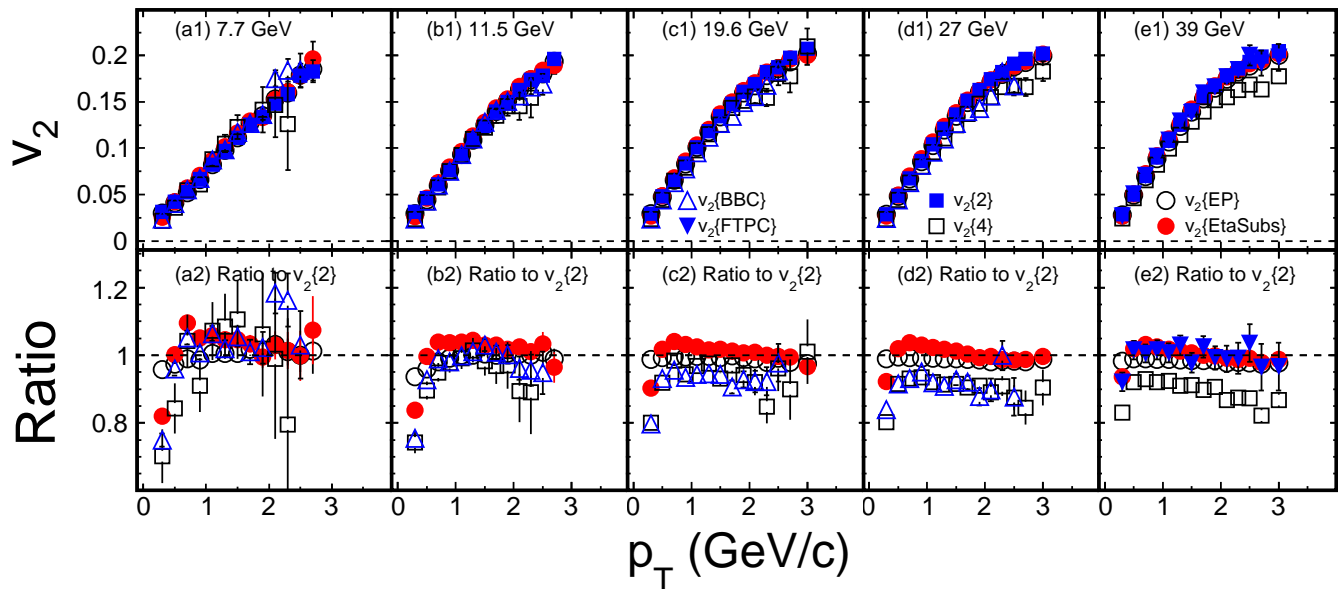 (a1) 7.7 GeV
(b1) 11.5 GeV
(c1) 19.6 GeV
(d1) 27 GeV
(e1) 39 GeV
0.2
0.15
0.1
0.05
0
v2
v2{BBC}
v2{FTPC}
v2{2}
v2{4}
v2{EP}
v2{EtaSubs}
(a2) Ratio to v2{2}
(b2) Ratio to v2{2}
(c2) Ratio to v2{2}
(d2) Ratio to v2{2}
(e2) Ratio to v2{2}
1.2
1
0.8
Ratio
0 1 2 3 0 1 2 3 0 1 2 3 0 1 2 3 0 1 2 3
pT (GeV/c)